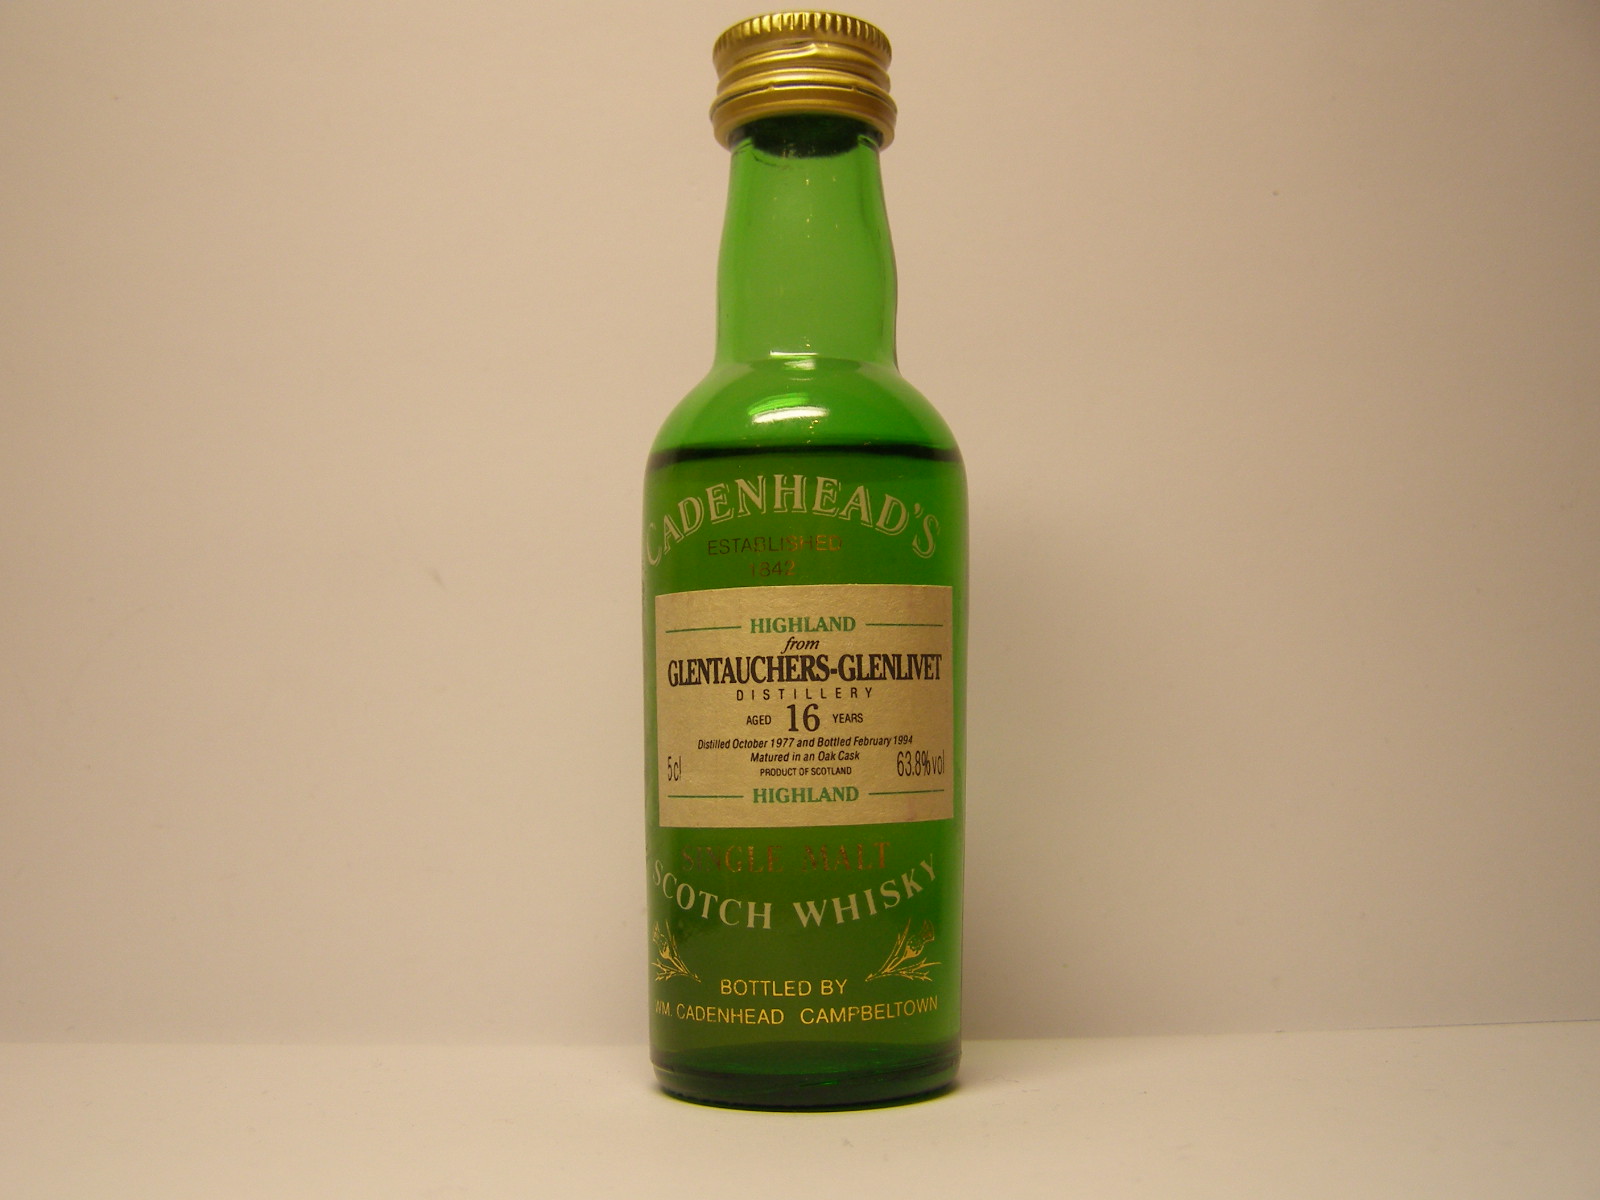 CADENHEAD'S
ESTABLISHED
1842
HIGHLAND
from
GLENTAUCHERS-GLENLIVET
DISTILLERY
AGED 16 YEARS
Distilled October 1977 and Bottled February 1994
Matured in an Oak Cask
5cl PRODUCT OF SCOTLAND 63.8%vol
HIGHLAND
SINGLE MALT
SCOTCH WHISKY
BOTTLED BY
WM. CADENHEAD CAMPBELTOWN